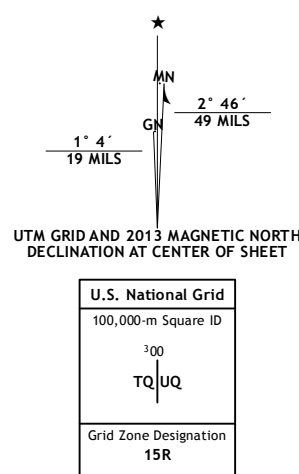 ★
MN
2° 46´
49 MILS
GN
1° 4´
19 MILS
UTM GRID AND 2013 MAGNETIC NORTH
DECLINATION AT CENTER OF SHEET
U.S. National Grid
100,000-m Square ID
³00
TQ UQ
Grid Zone Designation
15R